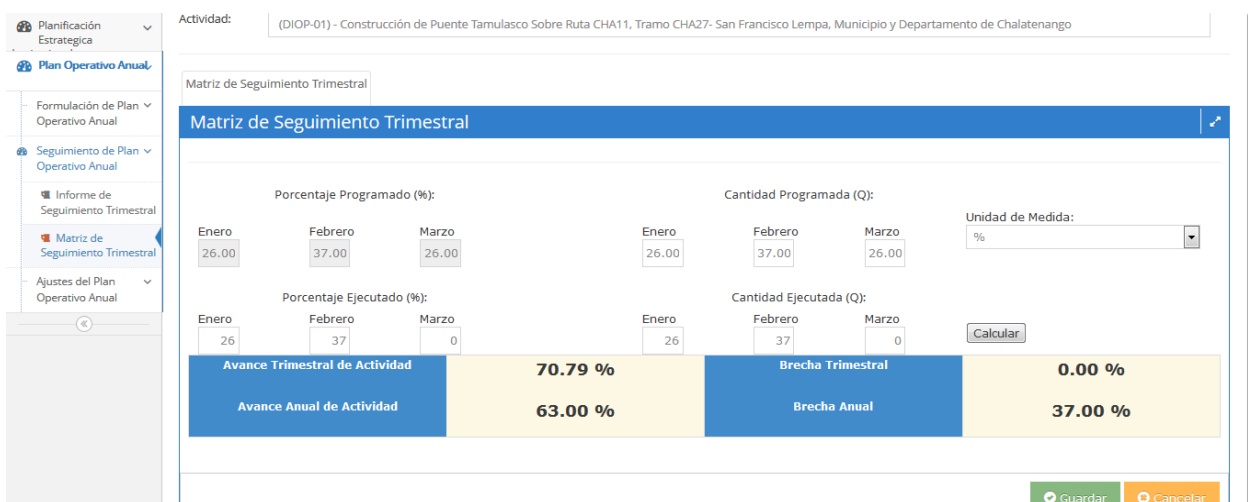 Planificación
Estrategica
Plan Operativo Anual
Formulación de Plan
Operativo Anual
Seguimiento de Plan
Operativo Anual
Informe de
Seguimiento Trimestral
Matriz de
Seguimiento Trimestral
Ajustes del Plan
Operativo Anual
Actividad:
(DIOP-01) - Construcción de Puente Tamulasco Sobre Ruta CHA11, Tramo CHA27- San Francisco Lempa, Municipio y Departamento de Chalatenango
Matriz de Seguimiento Trimestral
Matriz de Seguimiento Trimestral
Porcentaje Programado (%):
Cantidad Programada (Q):
Unidad de Medida:
Enero Febrero Marzo Enero Febrero Marzo
%
26.00 37.00 26.00 26.00 37.00 26.00
Porcentaje Ejecutado (%):
Cantidad Ejecutada (Q):
Enero Febrero Marzo Enero Febrero Marzo
Calcular
26 37 0 26 37 0
Avance Trimestral de Actividad 70.79 % Brecha Trimestral 0.00 %
Avance Anual de Actividad 63.00 % Brecha Anual 37.00 %
Guardar Cancelar